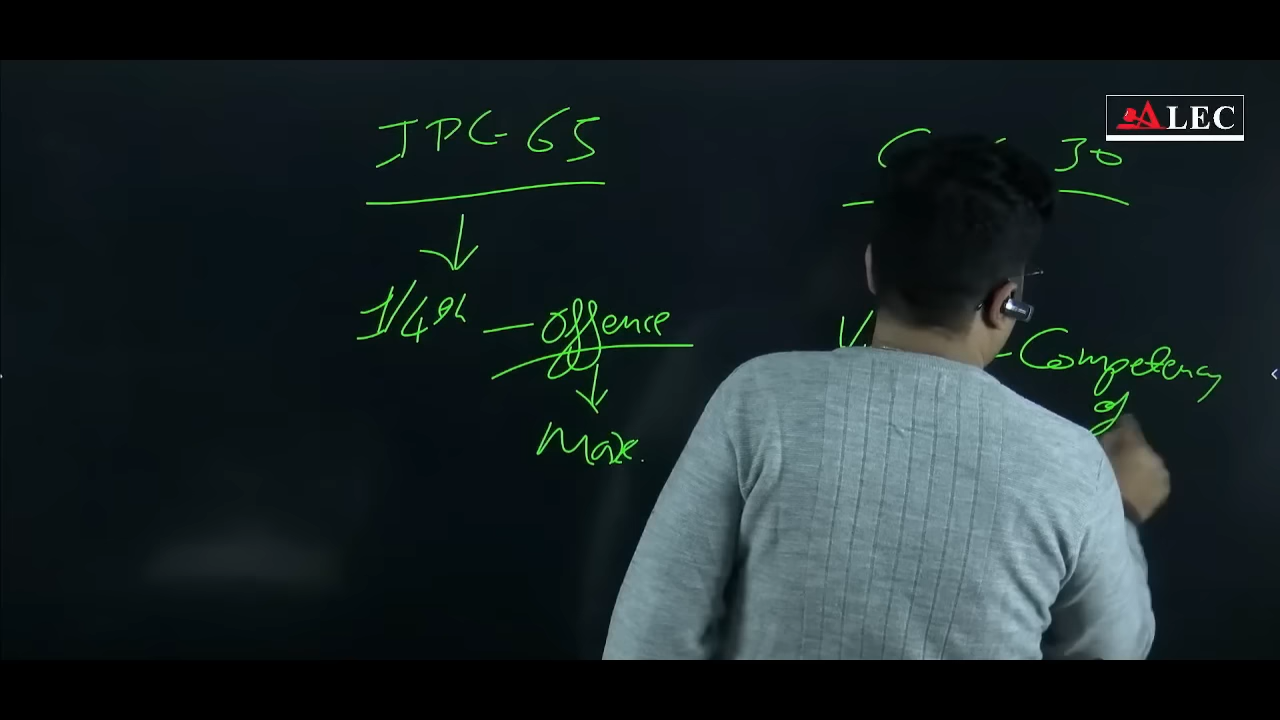 IPC-65
30
ALEC
1/4th - offence
Competency
of
Max.